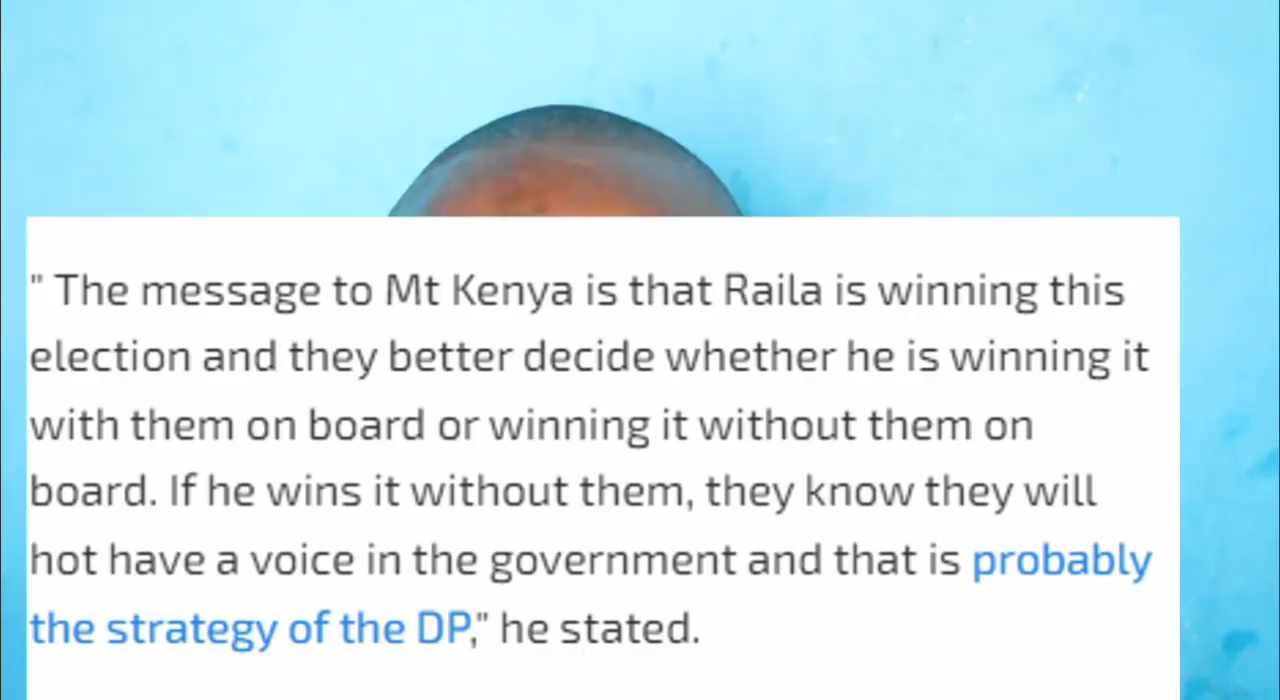 " The message to Mt Kenya is that Raila is winning this
election and they better decide whether he is winning it
with them on board or winning it without them on
board. If he wins it without them, they know they will
hot have a voice in the government and that is probably
the strategy of the DP," he stated.